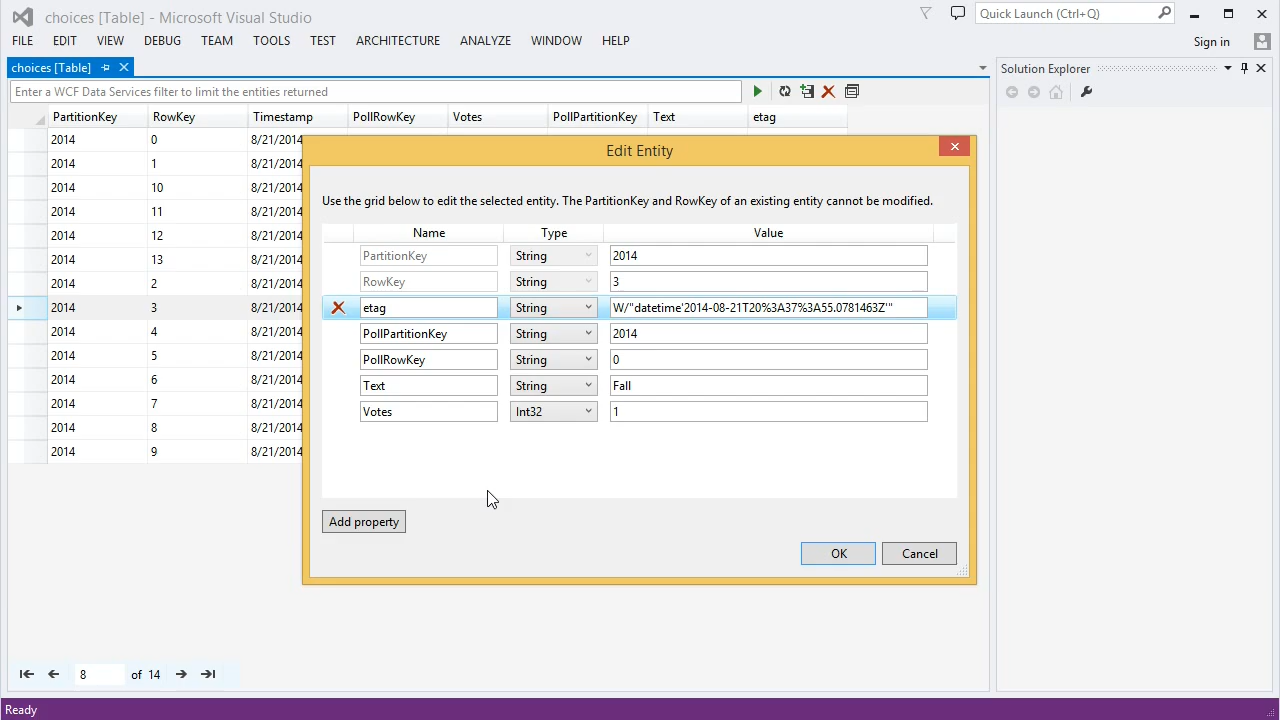 choices [Table] - Microsoft Visual Studio
Quick Launch (Ctrl+Q)
FILE EDIT VIEW DEBUG TEAM TOOLS TEST ARCHITECTURE ANALYZE WINDOW HELP
Sign in
choices [Table]
Solution Explorer
Enter a WCF Data Services filter to limit the entities returned
PartitionKey RowKey Timestamp PollRowKey Votes PollPartitionKey Text etag
2014 0 8/21/2014
2014 1 8/21/2014
2014 10 8/21/2014
2014 11 8/21/2014
2014 12 8/21/2014
2014 13 8/21/2014
2014 2 8/21/2014
2014 3 8/21/2014
2014 4 8/21/2014
2014 5 8/21/2014
2014 6 8/21/2014
2014 7 8/21/2014
2014 8 8/21/2014
2014 9 8/21/2014
Edit Entity
Use the grid below to edit the selected entity. The PartitionKey and RowKey of an existing entity cannot be modified.
Name Type Value
PartitionKey String 2014
RowKey String 3
etag String W/"datetime'2014-08-21T20%3A37%3A55.0781463Z'"
PollPartitionKey String 2014
PollRowKey String 0
Text String Fall
Votes Int32 1
Add property
OK Cancel
8 of 14
Ready